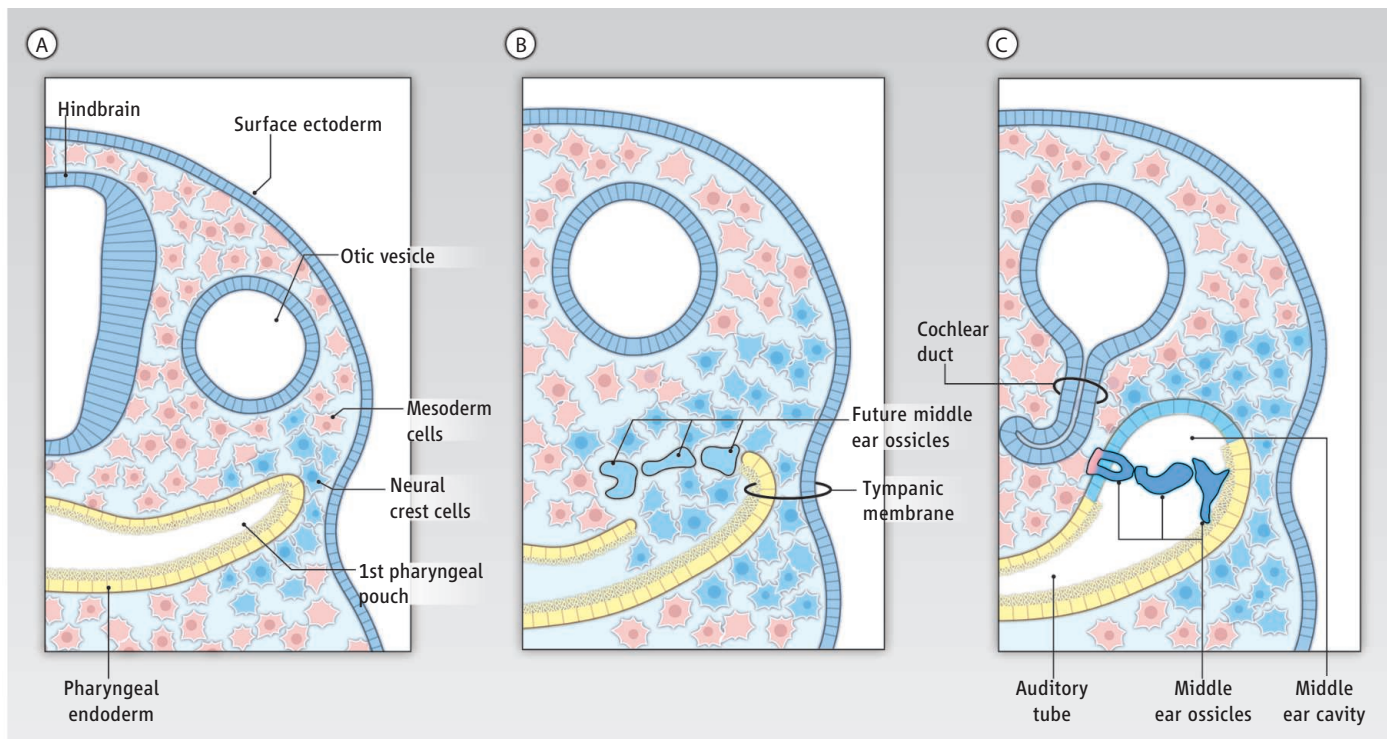 A
B
C
Hindbrain
Surface ectoderm
Otic vesicle
Mesoderm
cells
Neural
crest cells
1st pharyngeal
pouch
Pharyngeal
endoderm
Future middle
ear ossicles
Tympanic
membrane
Cochlear
duct
Auditory
tube
Middle
ear ossicles
Middle
ear cavity